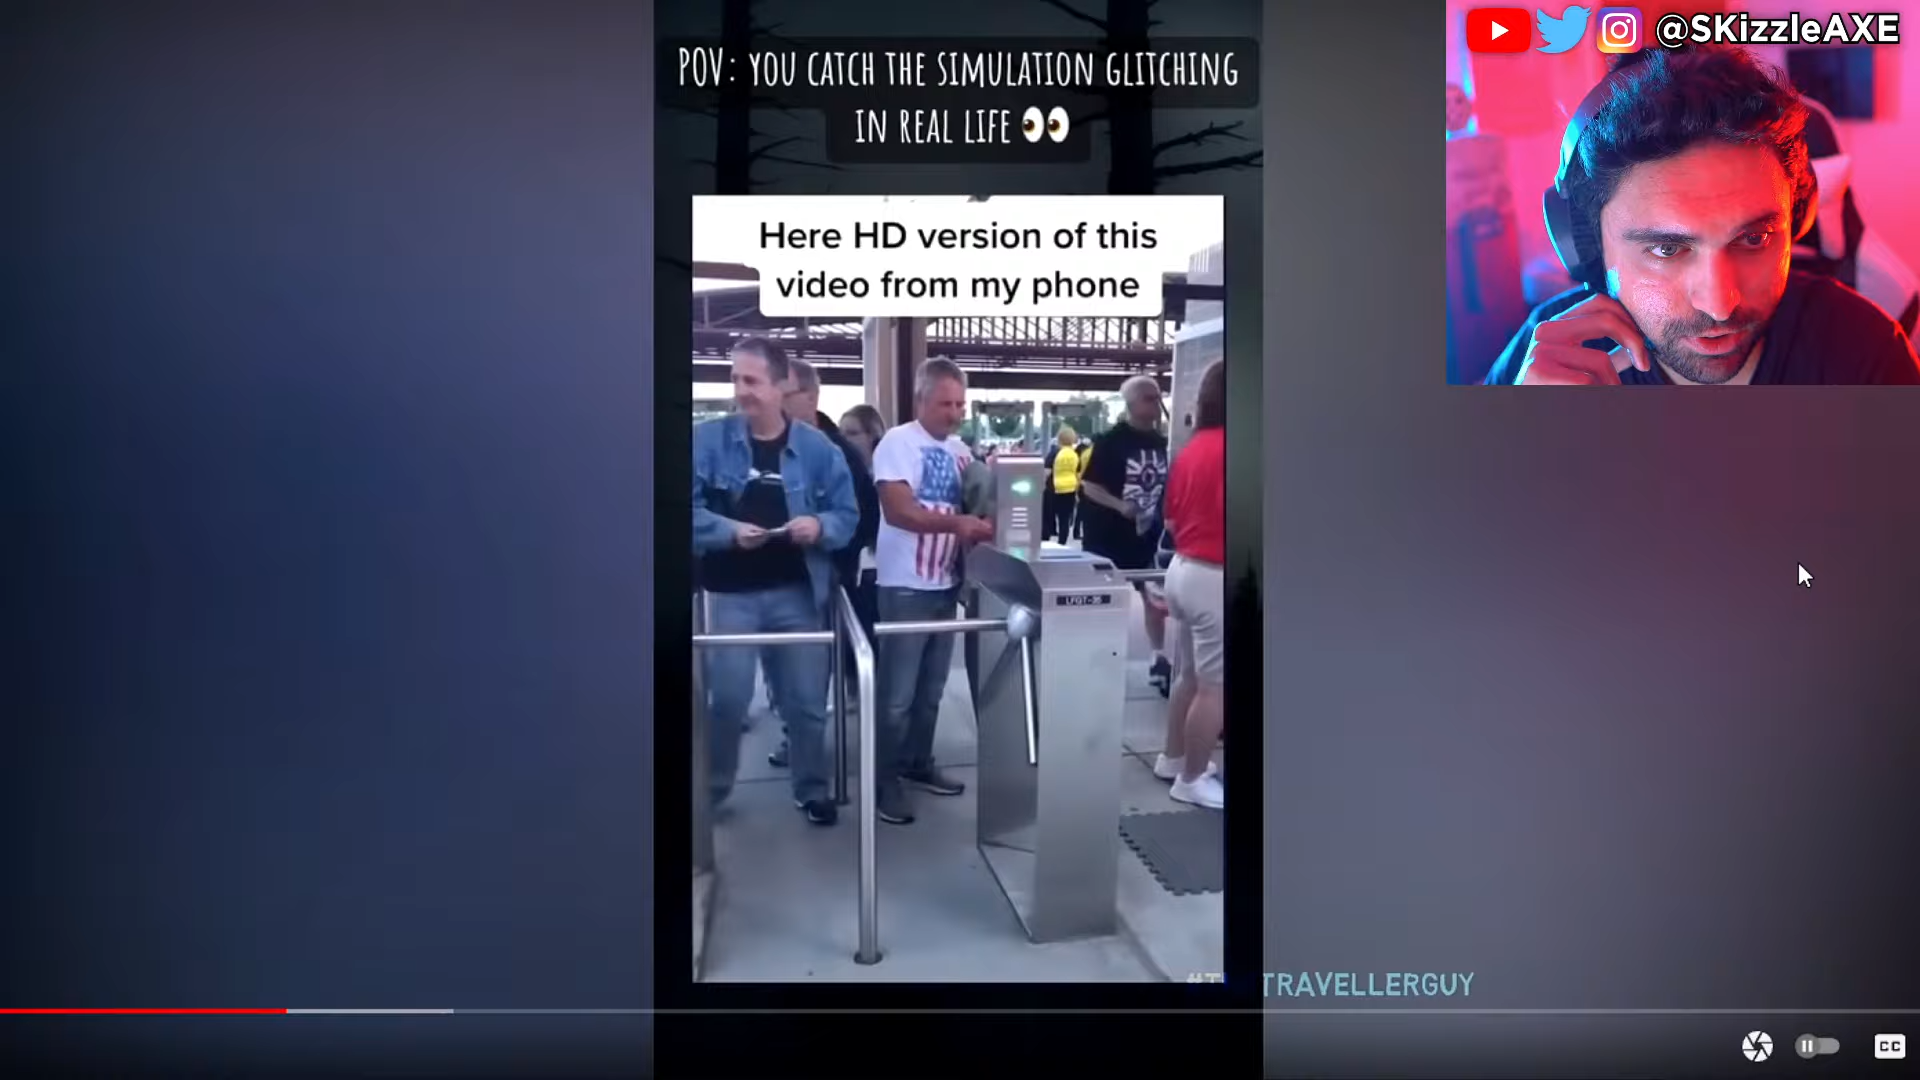 @SKizzleAXE
POV: YOU CATCH THE SIMULATION GLITCHING
IN REAL LIFE 👀
Here HD version of this
video from my phone
TRAVELLERGUY
CC